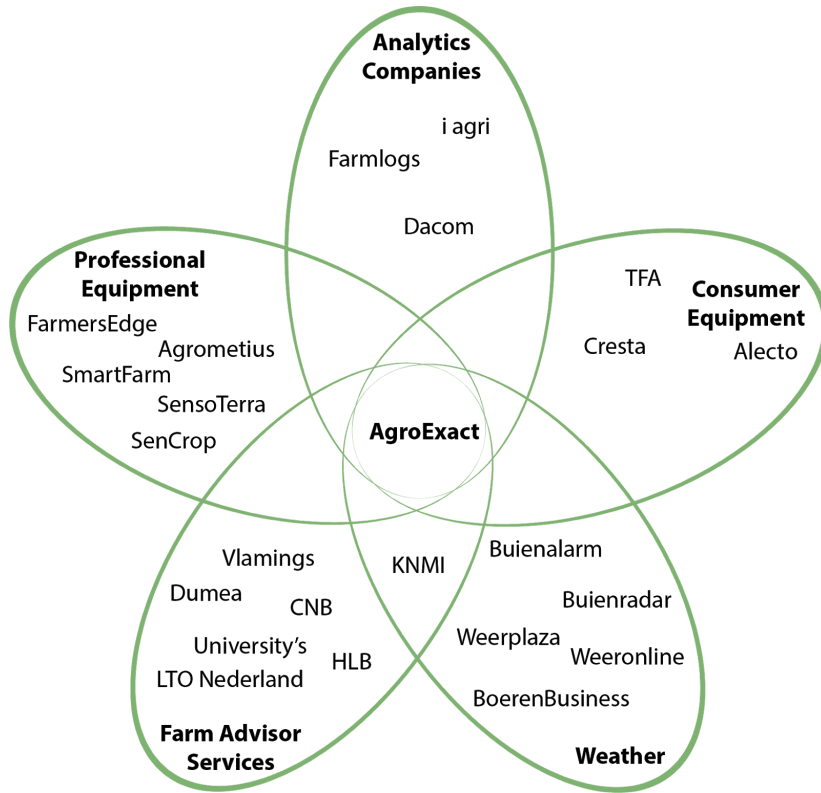 Analytics
Companies
i agri
Farmlogs
Dacom
Professional
Equipment
FarmersEdge
Agrometius
SmartFarm
SensoTerra
SenCrop
TFA
Consumer
Equipment
Cresta
Alecto
AgroExact
Vlamings
Dumea
CNB
University’s
HLB
LTO Nederland
Farm Advisor
Services
KNMI
Buienalarm
Buienradar
Weerplaza
Weeronline
BoerenBusiness
Weather